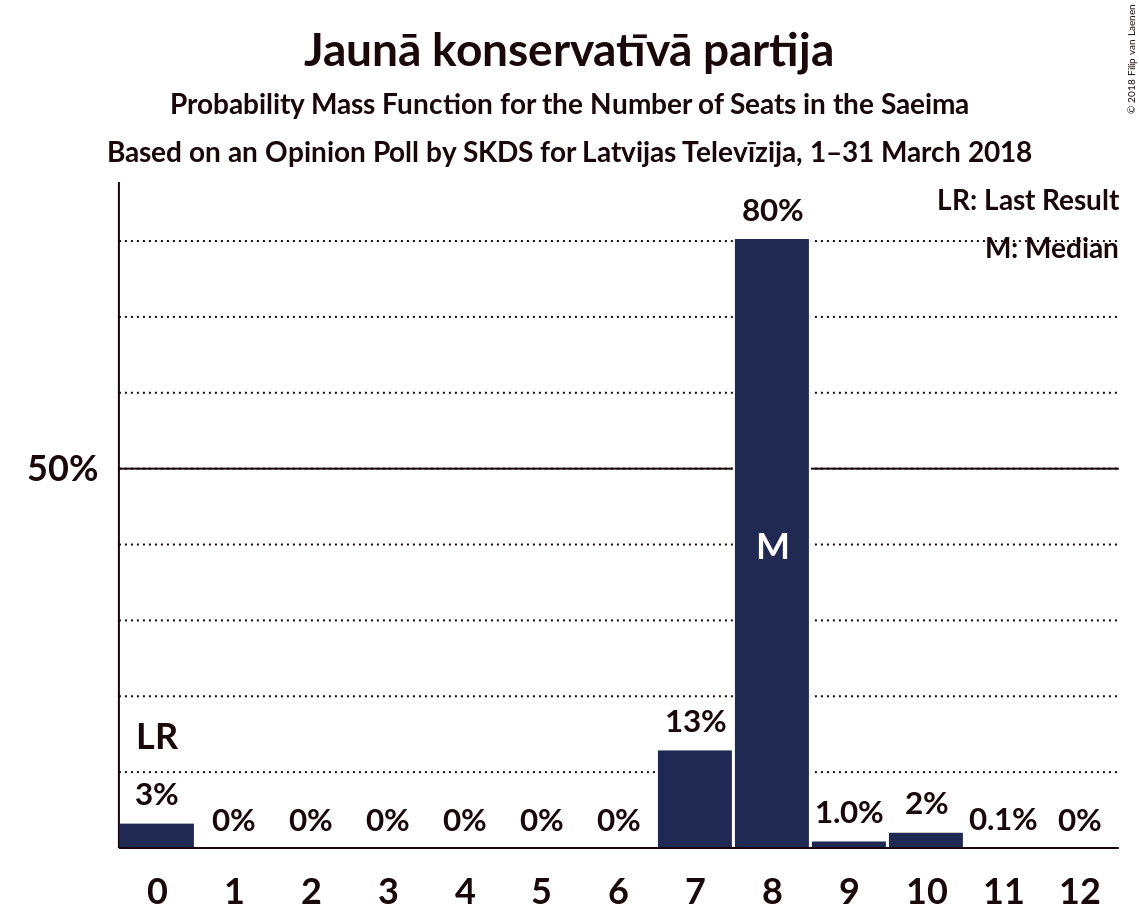 Jaunā konservatīvā partija
Probability Mass Function for the Number of Seats in the Saeima
Based on an Opinion Poll by SKDS for Latvijas Televīzija, 1–31 March 2018
© 2018 Filip van Laenen
LR: Last Result
M: Median
50%
80%
M
LR
3%
0%
0%
0%
0%
0%
0%
13%
1.0%
2%
0.1%
0%
0 1 2 3 4 5 6 7 8 9 10 11 12